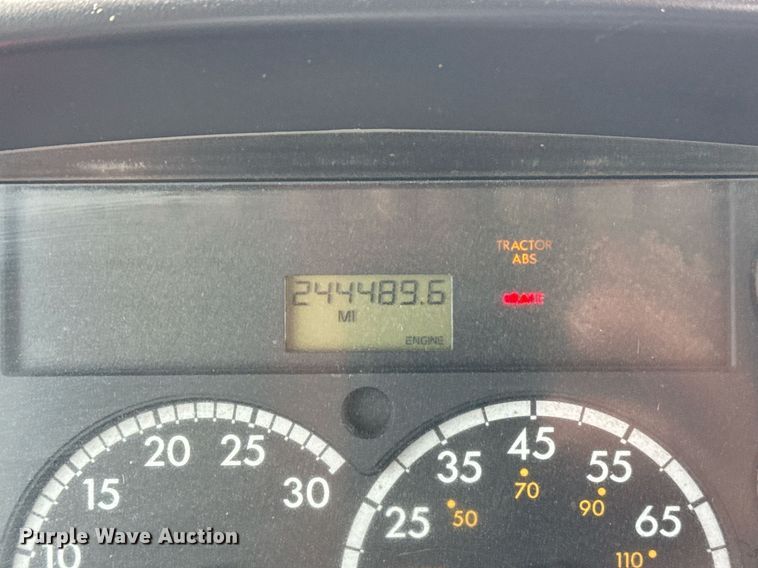 TRACTOR
ABS
244489.6
MI
ENGINE
10 15 20 25 30
25 35 45 55 65
50 70 90 110
Purple Wave Auction